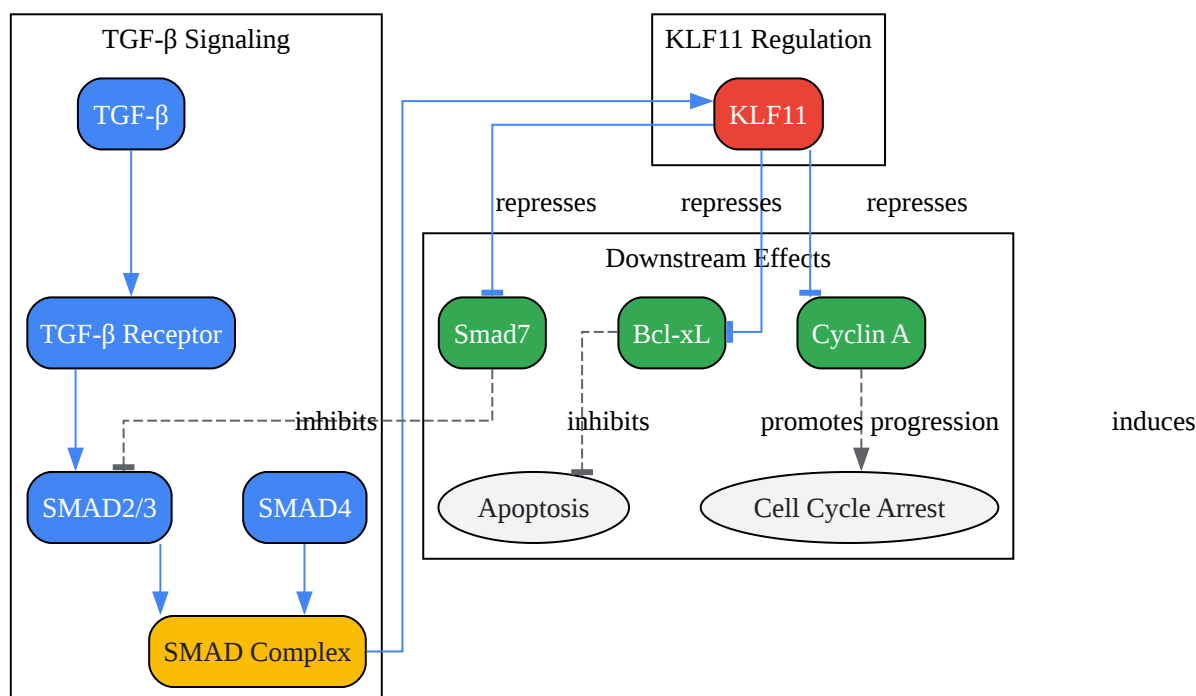 TGF-β Signaling
KLF11 Regulation
TGF-β
KLF11
represses
represses
represses
Downstream Effects
TGF-β Receptor
Smad7
Bcl-xL
Cyclin A
inhibits
inhibits
promotes progression
induces
SMAD2/3
SMAD4
Apoptosis
Cell Cycle Arrest
SMAD Complex